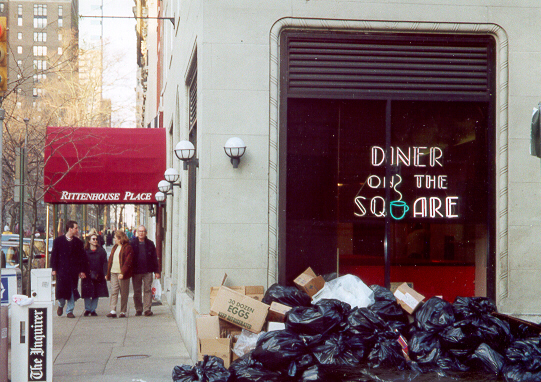 RITTENHOUSE PLACE
DINER
ON THE
SQUARE
30 DOZEN
EGGS
The Inquirer